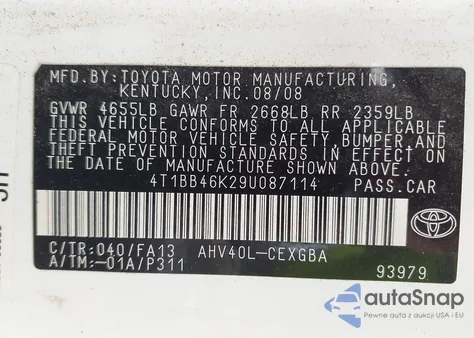 MFD.BY:TOYOTA MOTOR MANUFACTURING,
KENTUCKY,INC.08/08
GVWR 4655LB GAWR FR 2668LB RR 2359LB
THIS VEHICLE CONFORMS TO ALL APPLICABLE
FEDERAL MOTOR VEHICLE SAFETY,BUMPER,AND
THEFT PREVENTION STANDARDS IN EFFECT ON
THE DATE OF MANUFACTURE SHOWN ABOVE.
4T1BB46K29U087114 PASS.CAR
C/TR:040/FA13 AHV40L-CEXGBA
A/TM:-01A/P311 93979
TOYOTA
autoSnap
Pewne auta z aukcji USA i EU